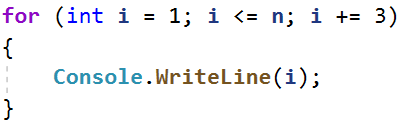 for (int i = 1; i <= n; i += 3)
{
    Console.WriteLine(i);
}